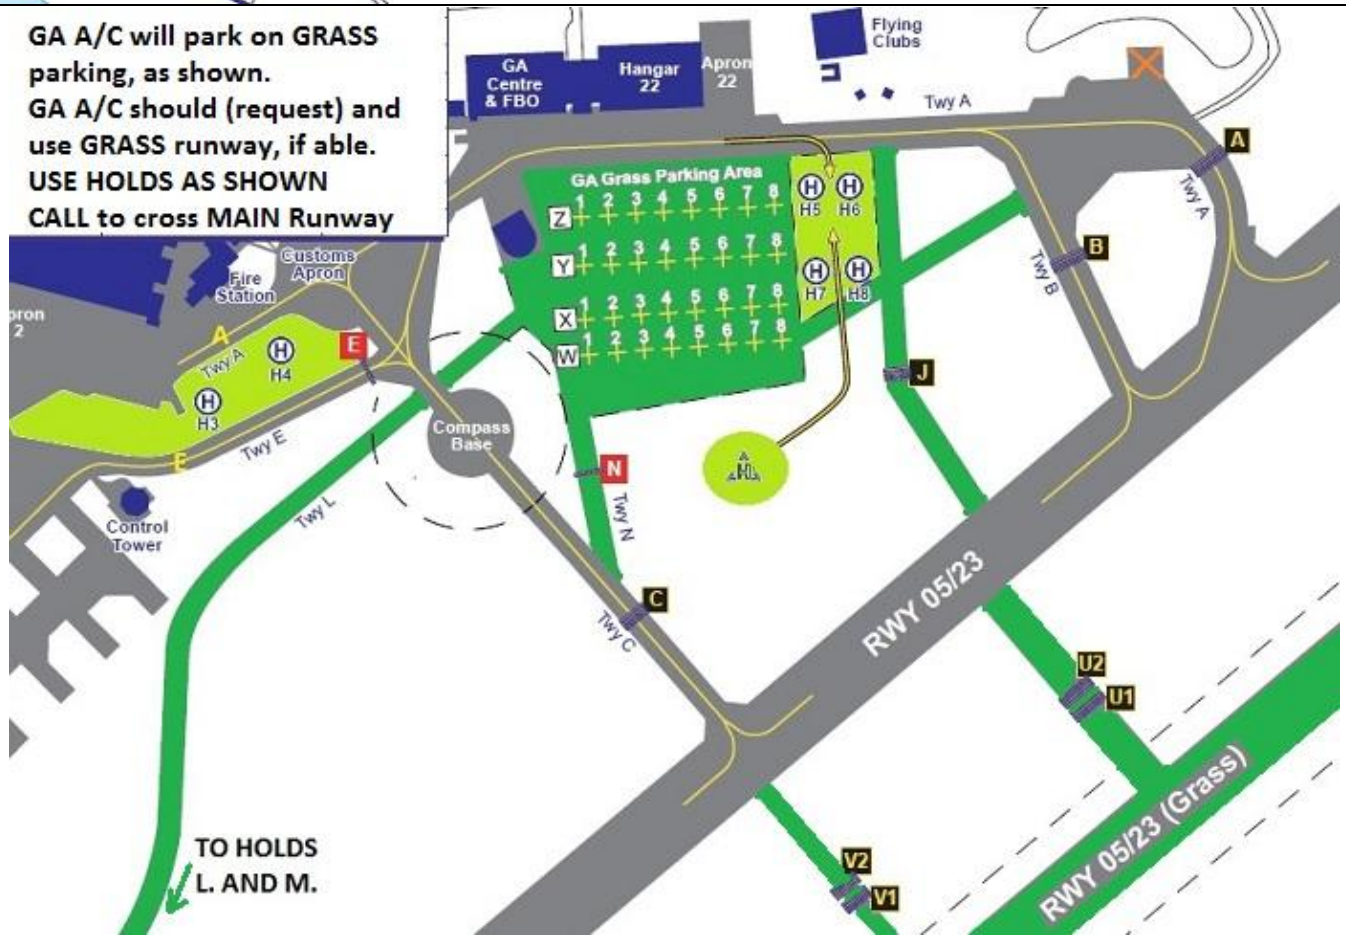 GA A/C will park on GRASS
parking, as shown.
GA A/C should (request) and
use GRASS runway, if able.
USE HOLDS AS SHOWN
CALL to cross MAIN Runway
GA
Centre
& FBO
Hangar
22
Apron
22
Flying
Clubs
Twy A
A
Twy A
GA Grass Parking Area
Z 1 2 3 4 5 6 7 8
Y 1 2 3 4 5 6 7 8
X 1 2 3 4 5 6 7 8
W 1 2 3 4 5 6 7 8
H H
H5 H6
H H
H7 H8
B
Twy B
Customs
Apron
Fire
Station
2
A
Twy A
E
H
H4
H
H3
E
Twy E
Control
Tower
Compass
Base
J
H
N
Twy N
Twy L
C
Twy C
RWY 05/23
U2
U1
RWY 05/23 (Grass)
V2
V1
TO HOLDS
L. AND M.